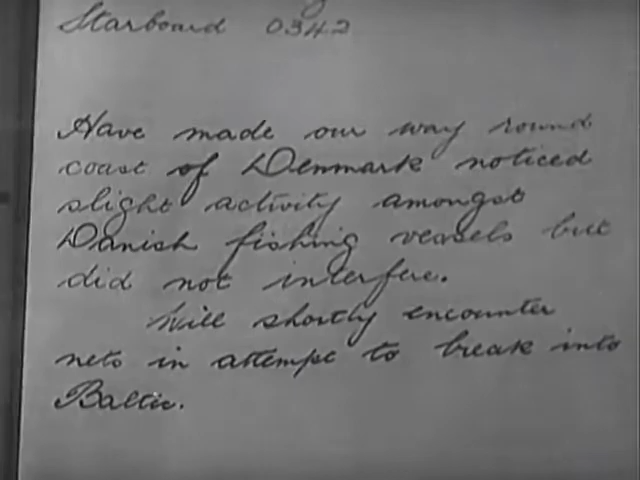 Starboard 0342
Have made our way round
coast of Denmark noticed
slight activity amongst
Danish fishing vessels but
did not interfere.
Will shortly encounter
nets in attempt to break into
Baltic.